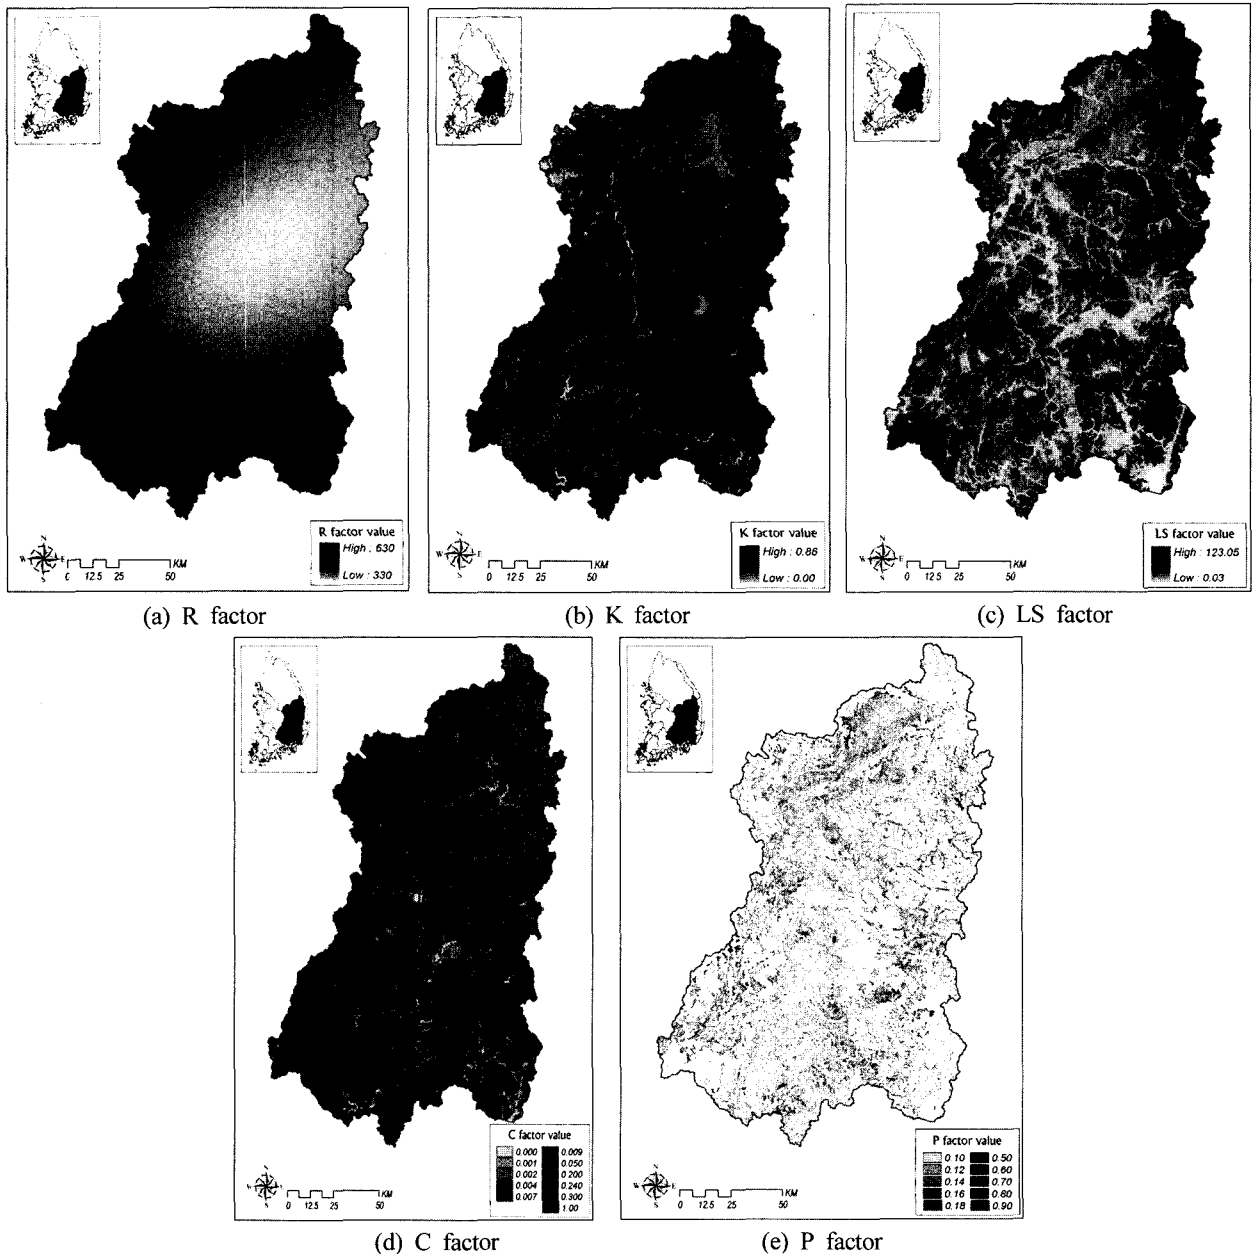 R factor value
High : 630
Low : 330
N
W E
S
KM
0 12.5 25 50
(a) R factor
K factor value
High : 0.86
Low : 0.00
N
W E
S
KM
0 12.5 25 50
(b) K factor
LS factor value
High : 123.05
Low : 0.03
N
W E
S
KM
0 12.5 25 50
(c) LS factor
C factor value
0.000 0.009
0.001 0.050
0.002 0.200
0.004 0.240
0.007 0.300
1.00
N
W E
S
KM
0 12.5 25 50
(d) C factor
P factor value
0.10 0.50
0.12 0.60
0.14 0.70
0.16 0.80
0.18 0.90
N
W E
S
KM
0 12.5 25 50
(e) P factor